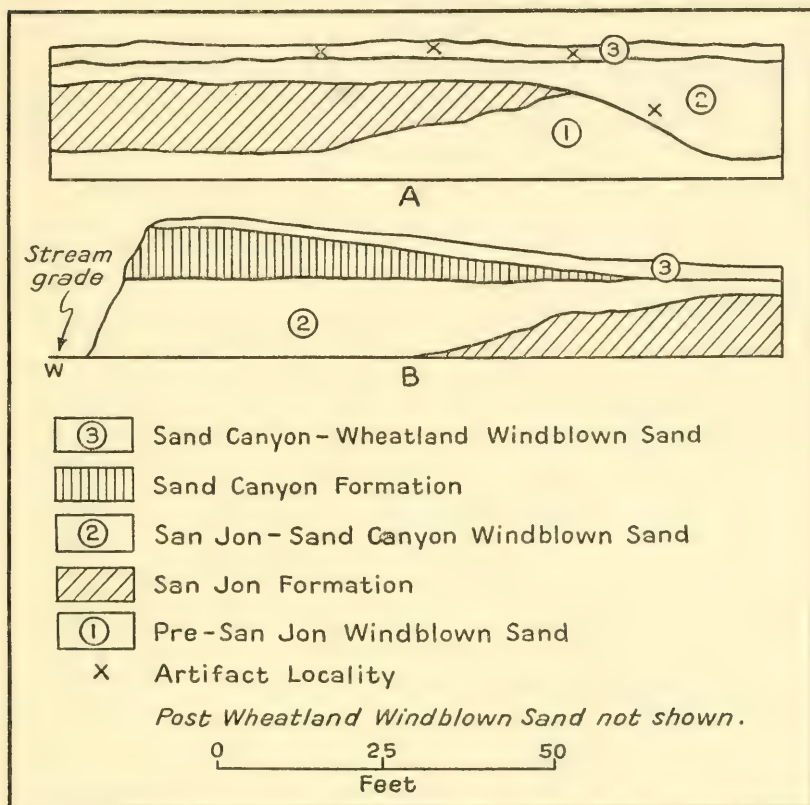 3
2
1
A
Stream
grade
3
2
W
B
3 Sand Canyon-Wheatland Windblown Sand
Sand Canyon Formation
2 San Jon-Sand Canyon Windblown Sand
San Jon Formation
1 Pre-San Jon Windblown Sand
x Artifact Locality
Post Wheatland Windblown Sand not shown.
0 25 50
Feet